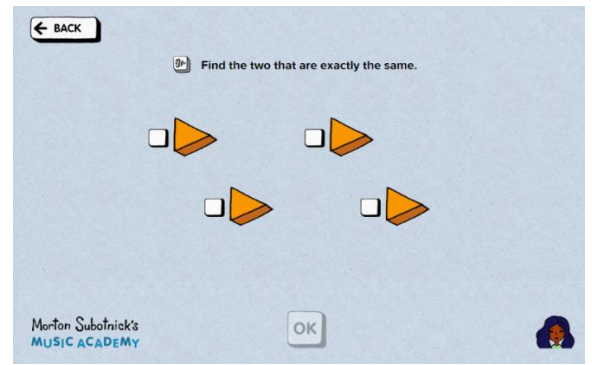 BACK
Find the two that are exactly the same.
OK
Morton Subotnick's
MUSIC ACADEMY